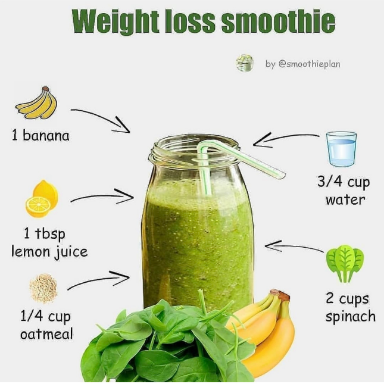 Weight loss smoothie
by @smoothieplan
1 banana
3/4 cup
water
1 tbsp
lemon juice
2 cups
spinach
1/4 cup
oatmeal